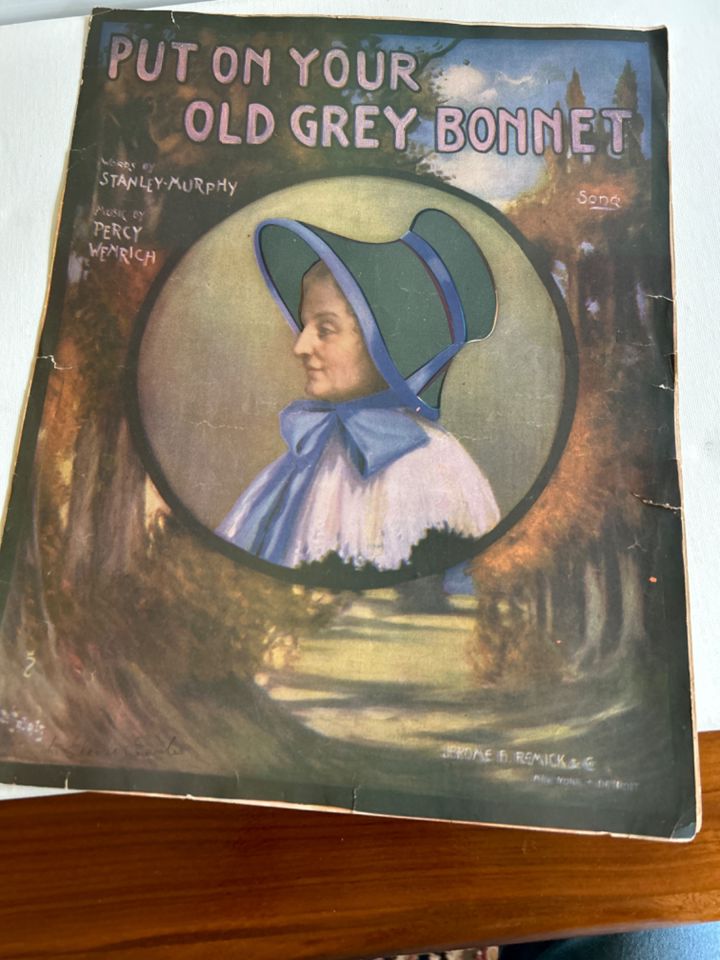 PUT ON YOUR
OLD GREY BONNET
WORDS BY
STANLEY MURPHY
Song
MUSIC BY
PERCY
WENRICH
JEROME H. REMICK & Co
NEW YORK + DETROIT